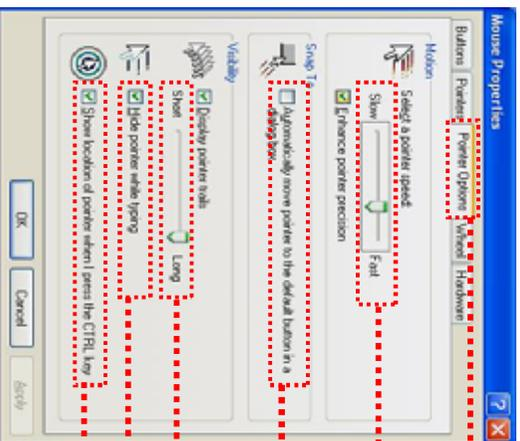 Mouse Properties
Buttons Pointers Pointer Options Wheel Hardware
Motion
Select a pointer speed:
Slow Fast
Enhance pointer precision
Snap To
Automatically move pointer to the default button in a
dialog box
Visibility
Display pointer trails
Short Long
Hide pointer while typing
Show location of pointer when I press the CTRL key
OK Cancel Apply